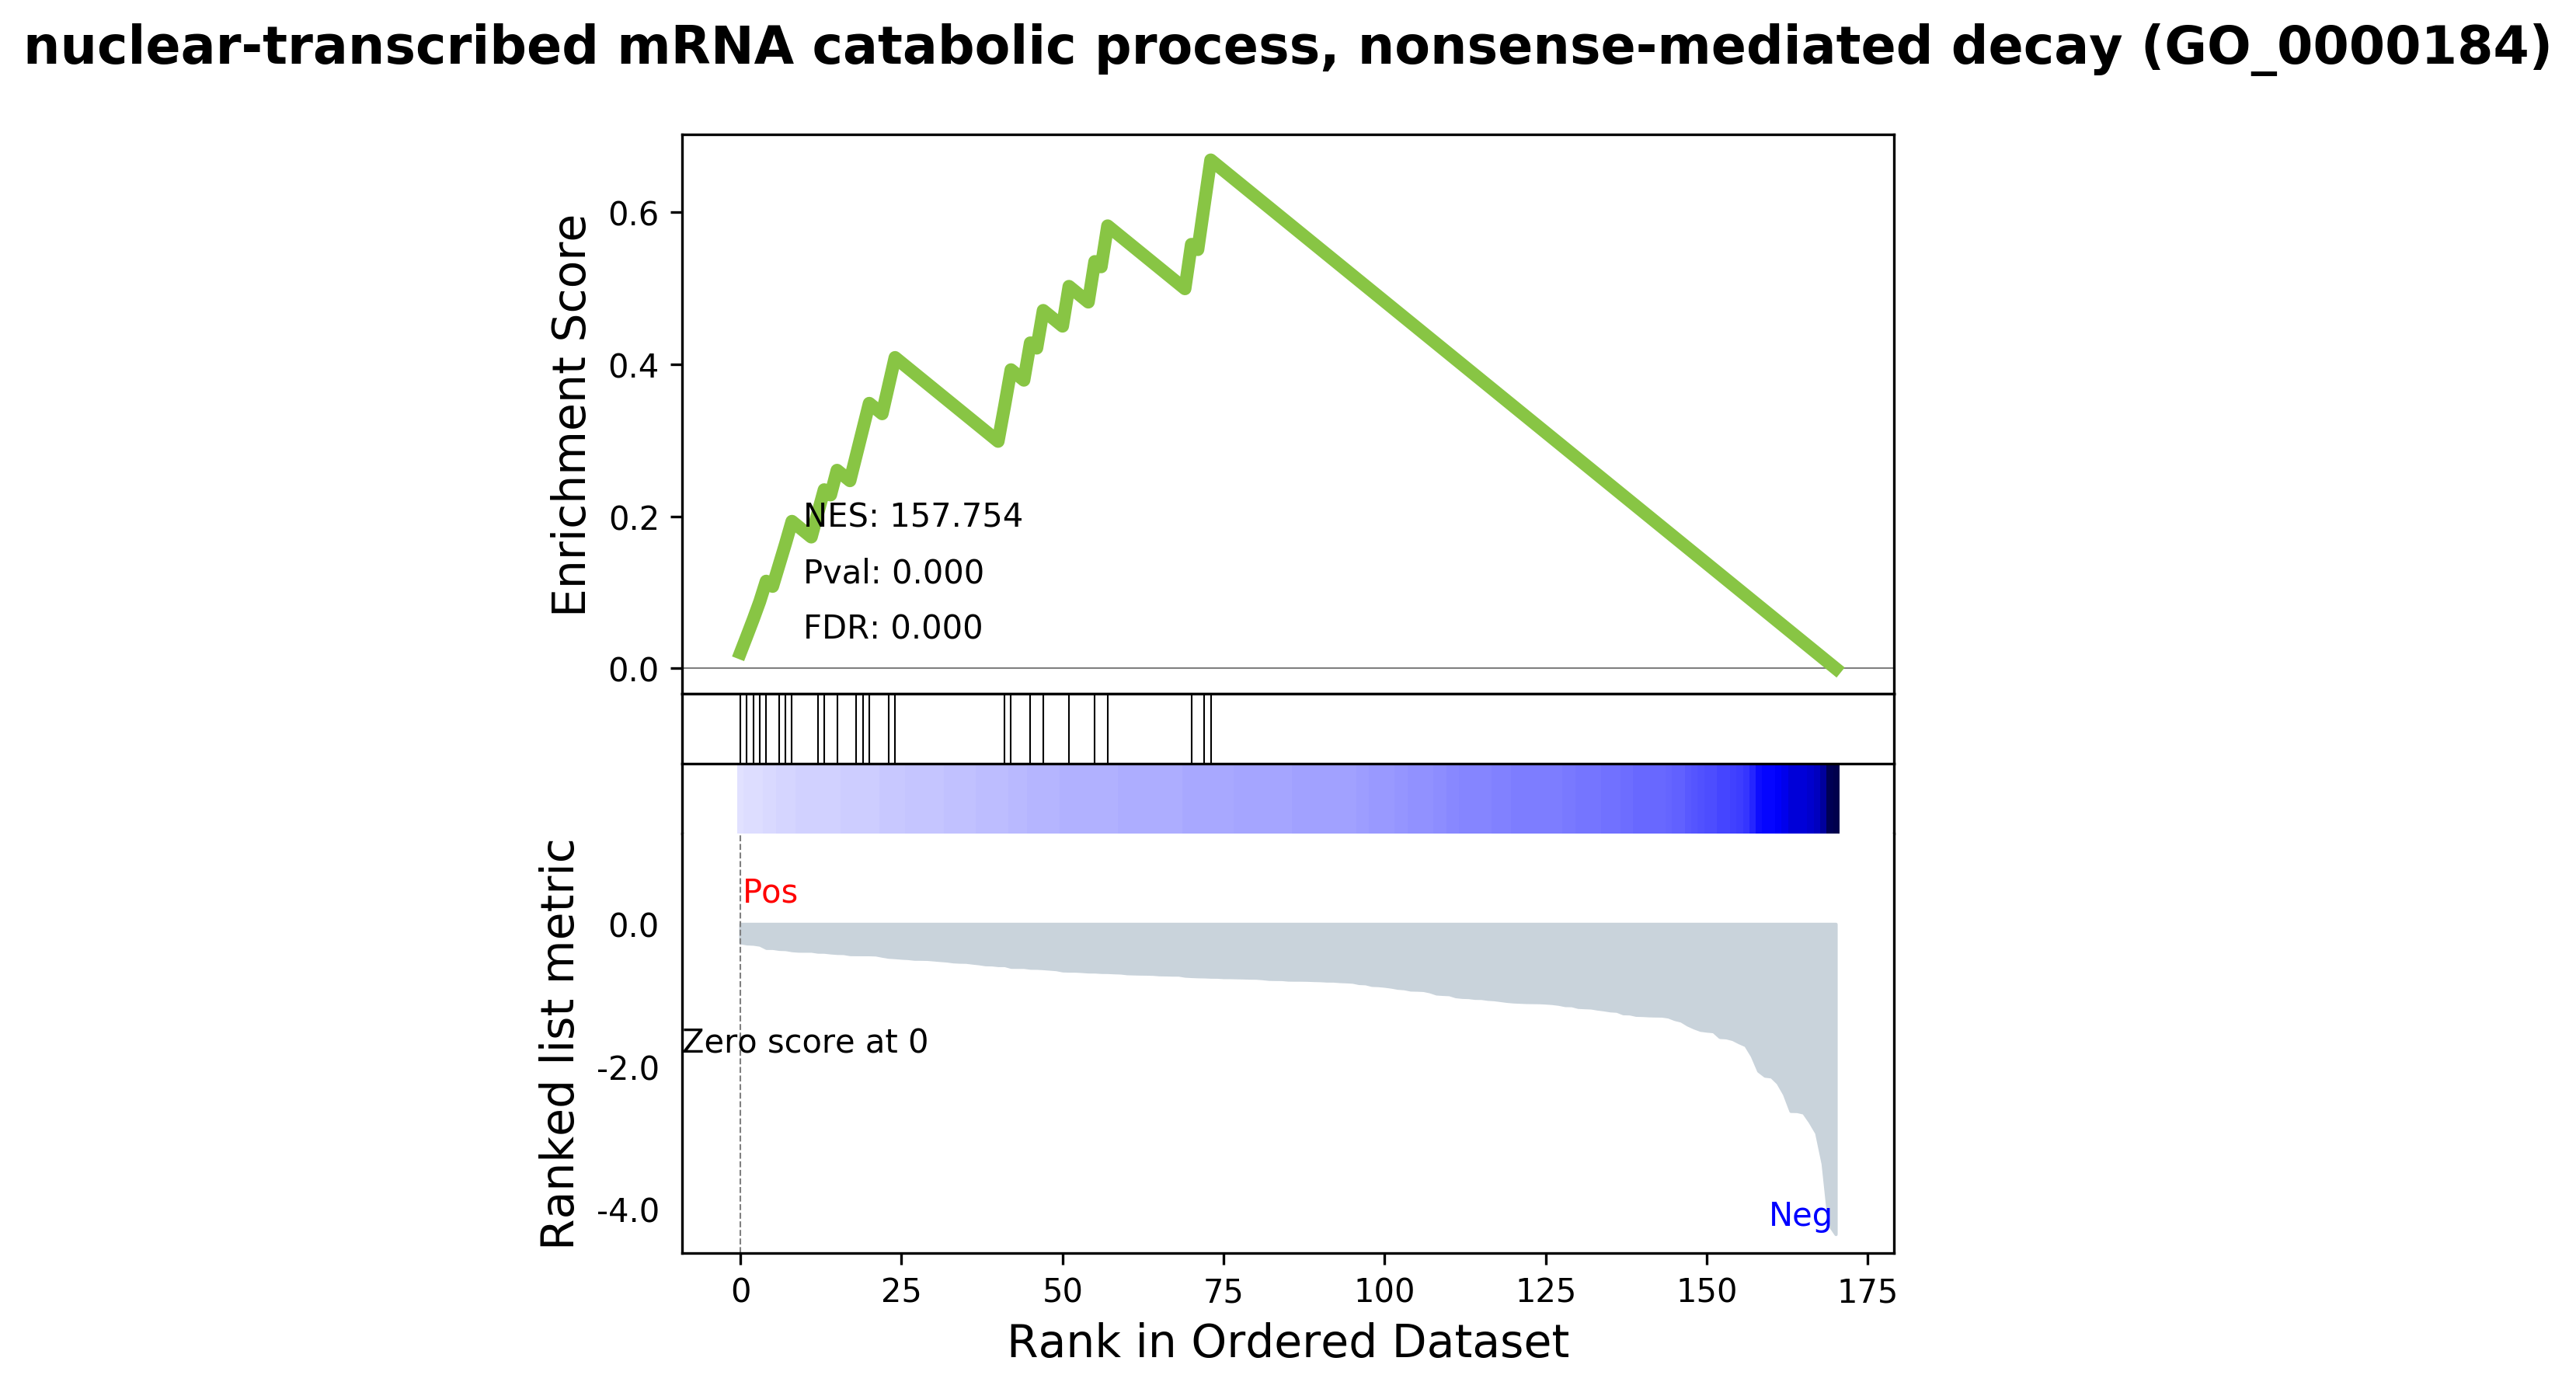 nuclear-transcribed mRNA catabolic process, nonsense-mediated decay (GO_0000184)
Enrichment Score
0.6
0.4
0.2
0.0
NES: 157.754
Pval: 0.000
FDR: 0.000
Ranked list metric
Pos
0.0
Zero score at 0
-2.0
-4.0
Neg
0 25 50 75 100 125 150 175
Rank in Ordered Dataset